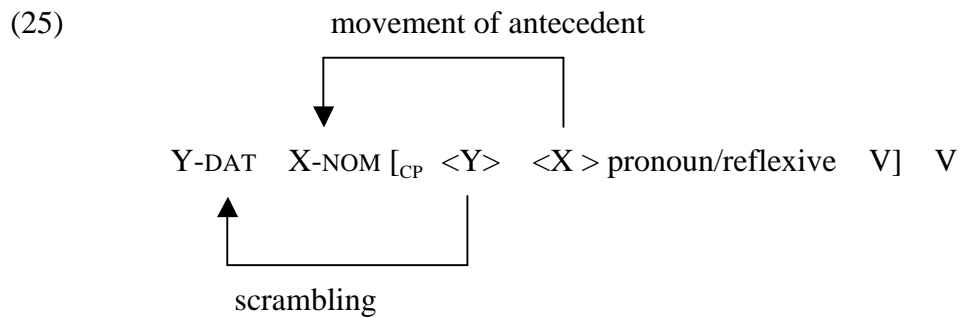 (25) movement of antecedent
Y-DAT X-NOM [CP <Y> <X > pronoun/reflexive V] V
scrambling